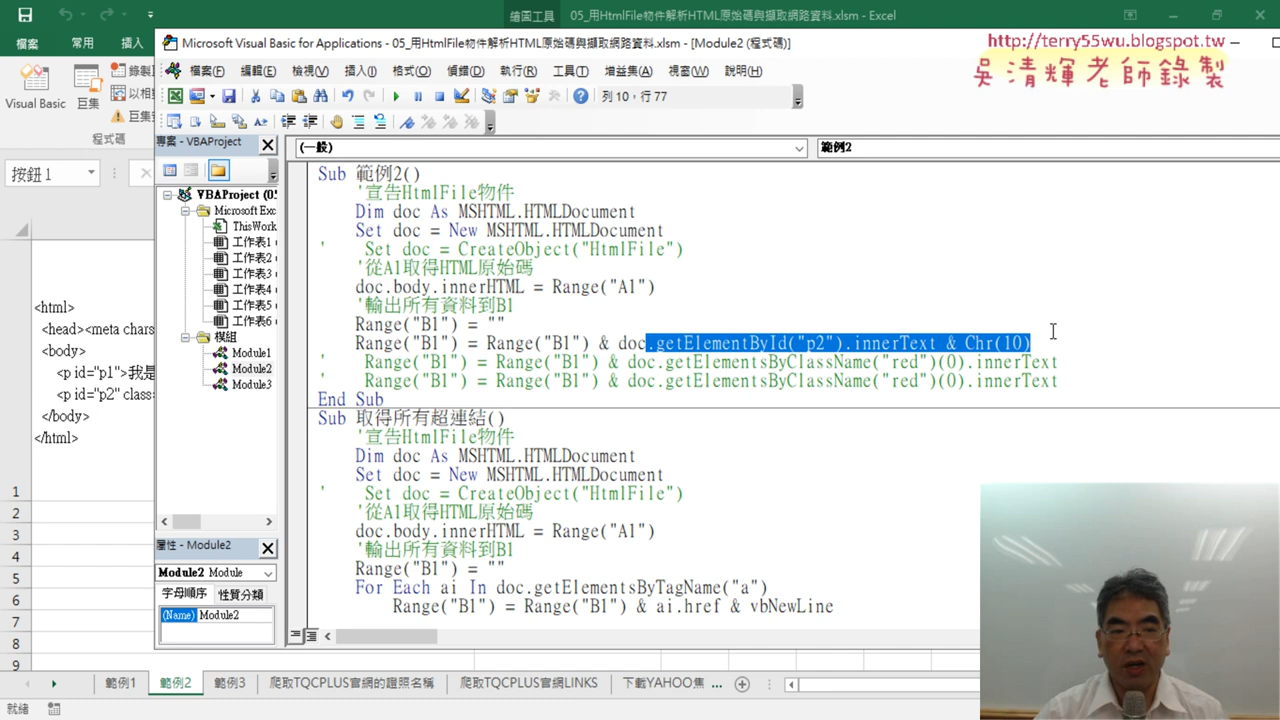 繪圖工具
05_用HtmlFile物件解析HTML原始碼與擷取網路資料.xlsm - Excel
檔案
常用
插入
Visual Basic
巨集
程式碼
按鈕 1
<html>
<head><meta chars
<body>
<p id="p1">我是
<p id="p2" class=
</body>
</html>
1
2
3
4
5
6
7
8
9
Microsoft Visual Basic for Applications - 05_用HtmlFile物件解析HTML原始碼與擷取網路資料.xlsm - [Module2 (程式碼)]
http://terry55wu.blogspot.tw
吳清輝老師錄製
檔案(F) 編輯(E) 檢視(V) 插入(I) 格式(O) 偵錯(D) 執行(R) 工具(T) 增益集(A) 視窗(W) 說明(H)
列 10，行 77
專案 - VBAProject
VBAProject (05
Microsoft Exc
ThisWork
工作表1
工作表2
工作表3
工作表4
工作表5
工作表6
模組
Module1
Module2
Module3
屬性 - Module2
Module2 Module
字母順序 性質分類
(Name) Module2
(一般)
範例2
Sub 範例2()
'宣告HtmlFile物件
Dim doc As MSHTML.HTMLDocument
Set doc = New MSHTML.HTMLDocument
' Set doc = CreateObject("HtmlFile")
'從A1取得HTML原始碼
doc.body.innerHTML = Range("A1")
'輸出所有資料到B1
Range("B1") = ""
Range("B1") = Range("B1") & doc.getElementById("p2").innerText & Chr(10)
' Range("B1") = Range("B1") & doc.getElementsByClassName("red")(0).innerText
' Range("B1") = Range("B1") & doc.getElementsByClassName("red")(0).innerText
End Sub
Sub 取得所有超連結()
'宣告HtmlFile物件
Dim doc As MSHTML.HTMLDocument
Set doc = New MSHTML.HTMLDocument
' Set doc = CreateObject("HtmlFile")
'從A1取得HTML原始碼
doc.body.innerHTML = Range("A1")
'輸出所有資料到B1
Range("B1") = ""
For Each ai In doc.getElementsByTagName("a")
Range("B1") = Range("B1") & ai.href & vbNewLine
範例1 範例2 範例3 爬取TQCPLUS官網的證照名稱 爬取TQCPLUS官網LINKS 下載YAHOO焦 ...
就緒